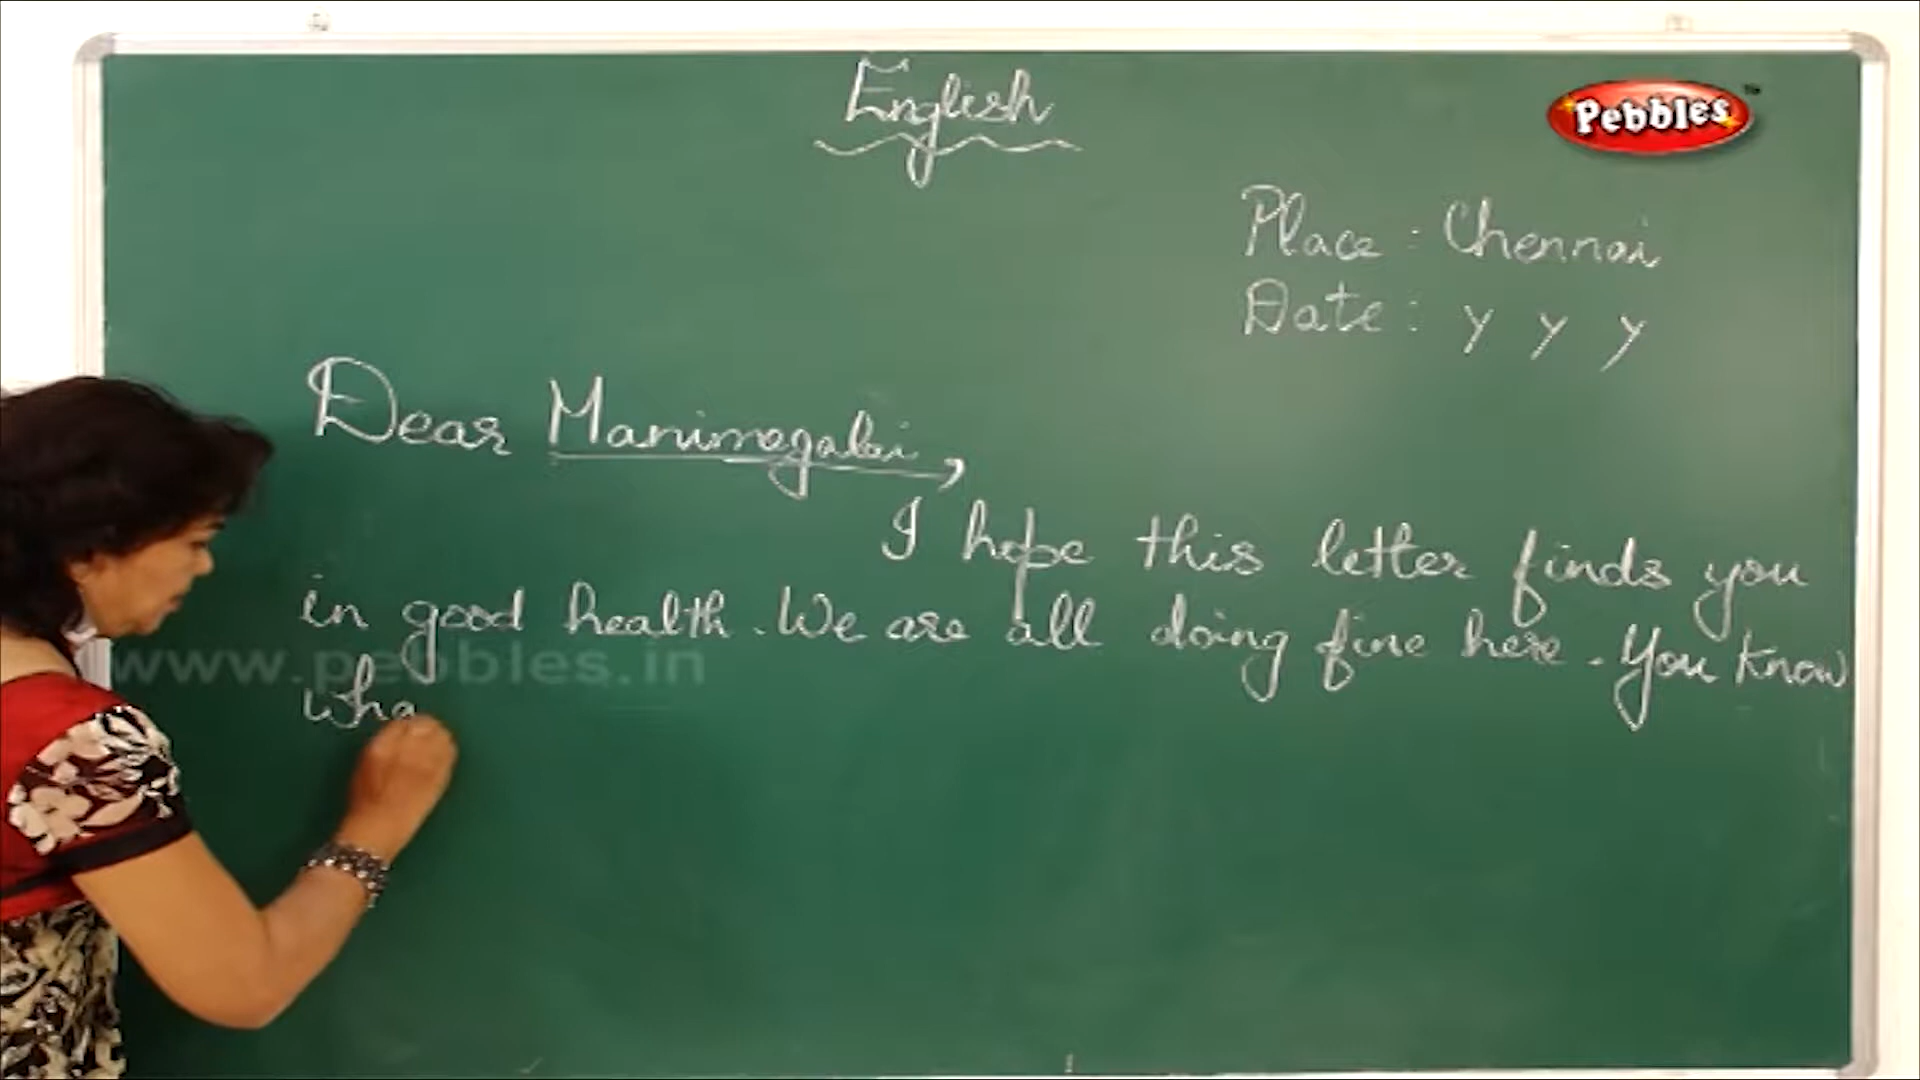 English
Pebbles TM
Place : Chennai
Date : y y y
Dear Manimegalai,
I hope this letter finds you
in good health. We are all doing fine here. You know
wha
www.pebbles.in